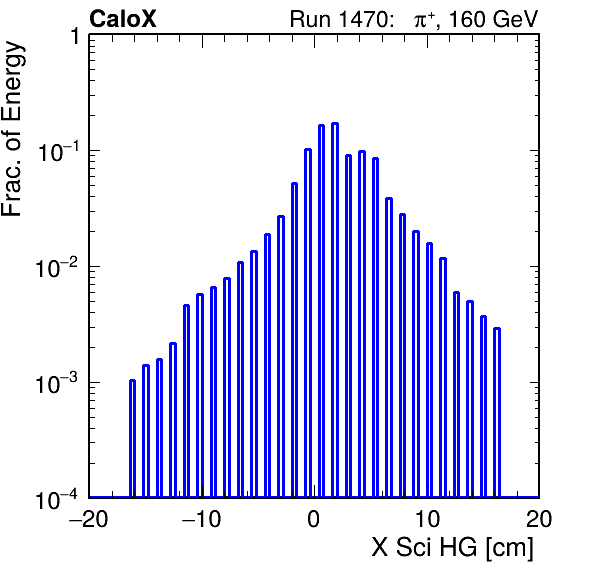 CaloX Run 1470: π⁺, 160 GeV
Frac. of Energy
1
10⁻¹
10⁻²
10⁻³
10⁻⁴
−20 −10 0 10 20
X Sci HG [cm]